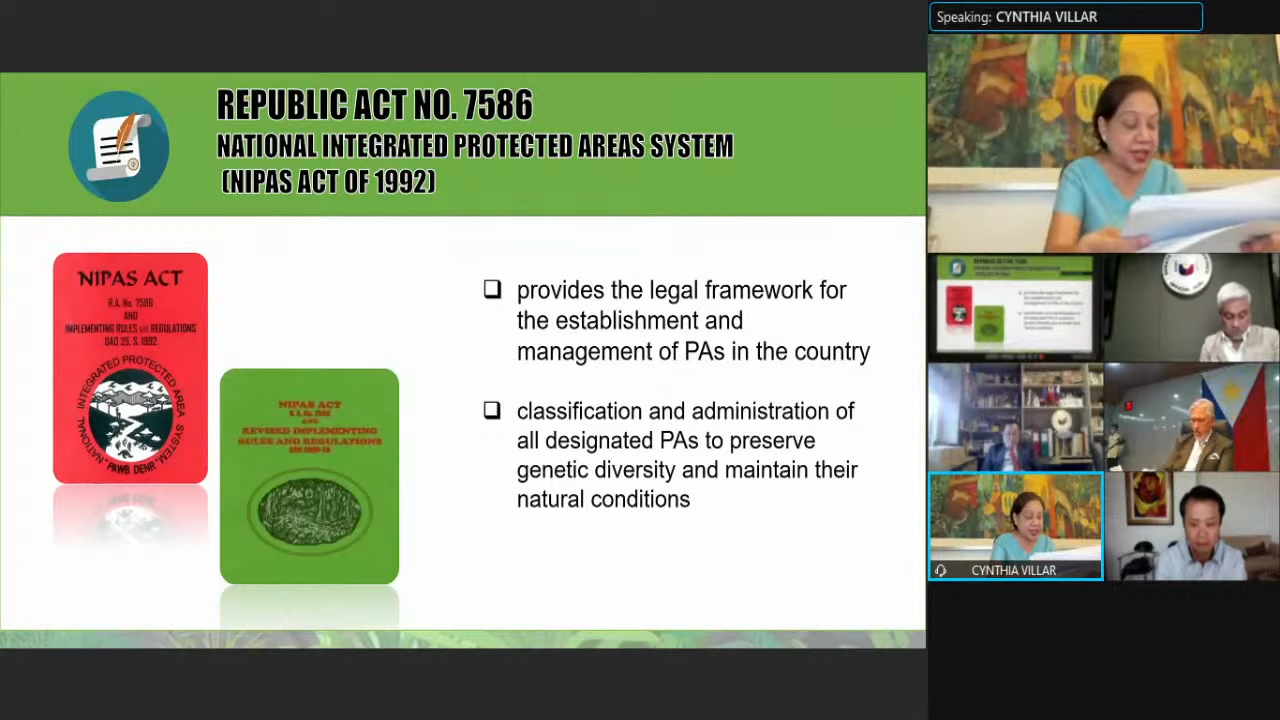 Speaking: CYNTHIA VILLAR
REPUBLIC ACT NO. 7586
NATIONAL INTEGRATED PROTECTED AREAS SYSTEM
(NIPAS ACT OF 1992)
NIPAS ACT
R.A. No. 7586
AND
IMPLEMENTING RULES AND REGULATIONS
DAO 25, S. 1992
NATIONAL INTEGRATED PROTECTED AREA SYSTEM
PAWB DENR
NIPAS ACT
R.A. No. 7586
AND
REVISED IMPLEMENTING
RULES AND REGULATIONS
provides the legal framework for
the establishment and
management of PAs in the country
classification and administration of
all designated PAs to preserve
genetic diversity and maintain their
natural conditions
CYNTHIA VILLAR